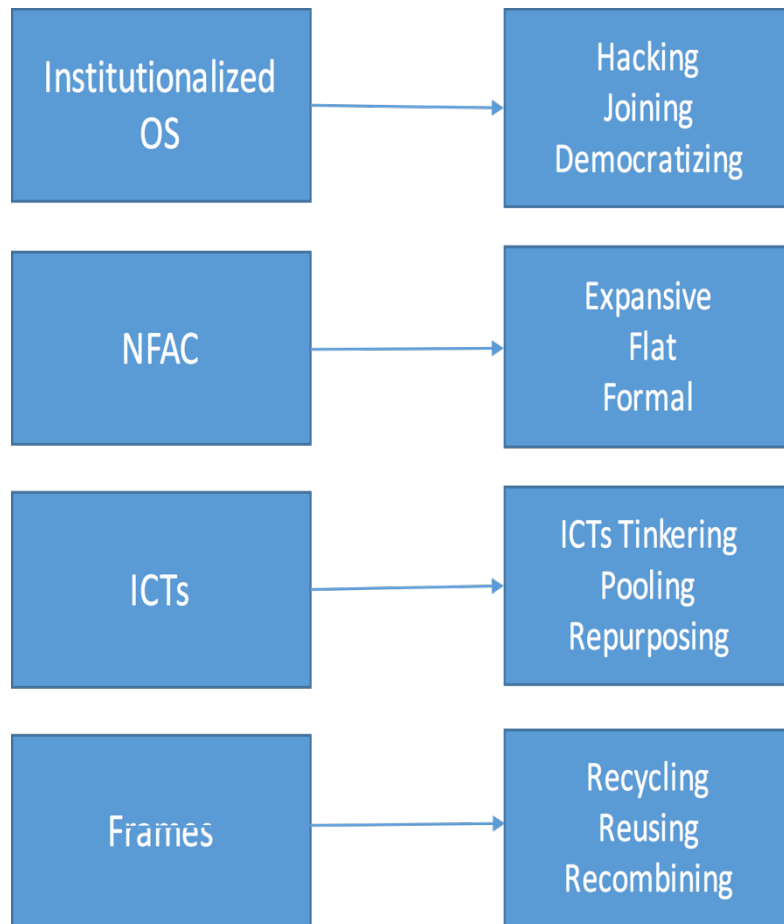 Institutionalized
OS
Hacking
Joining
Democratizing
NFAC
Expansive
Flat
Formal
ICTs
ICTs Tinkering
Pooling
Repurposing
Frames
Recycling
Reusing
Recombining